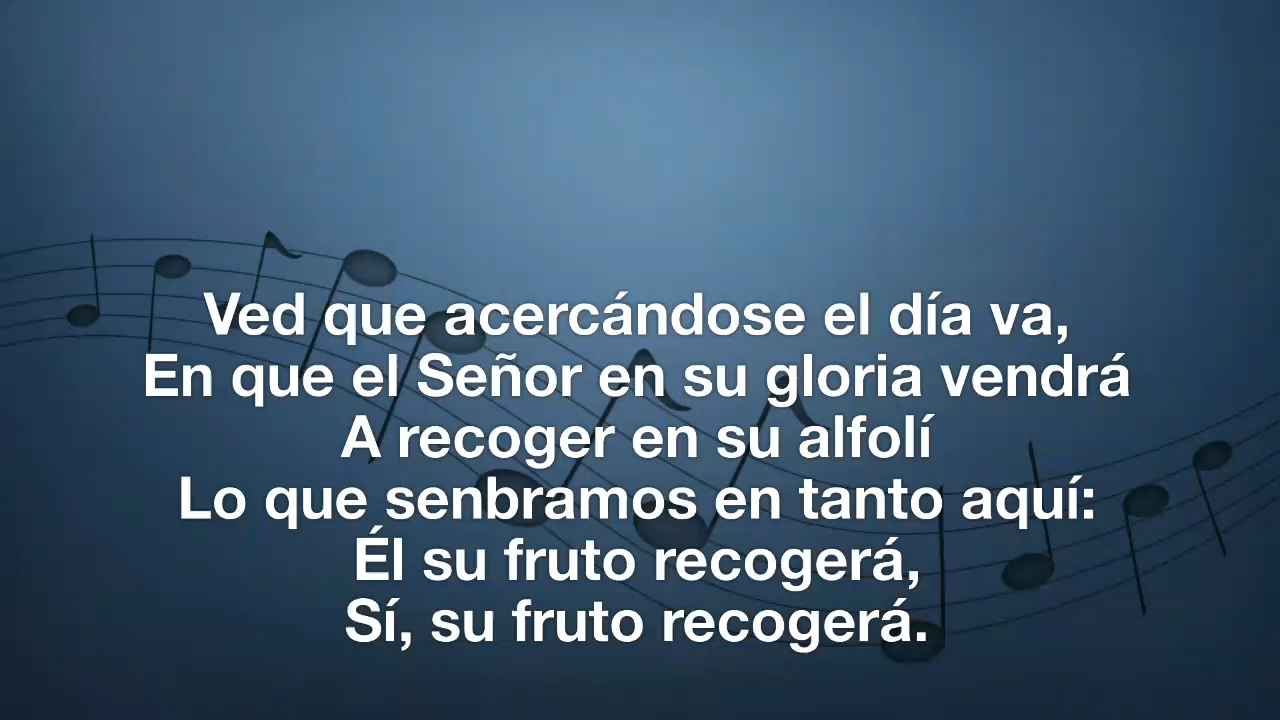 Ved que acercándose el día va,
En que el Señor en su gloria vendrá
A recoger en su alfolí
Lo que senbramos en tanto aquí:
Él su fruto recogerá,
Sí, su fruto recogerá.